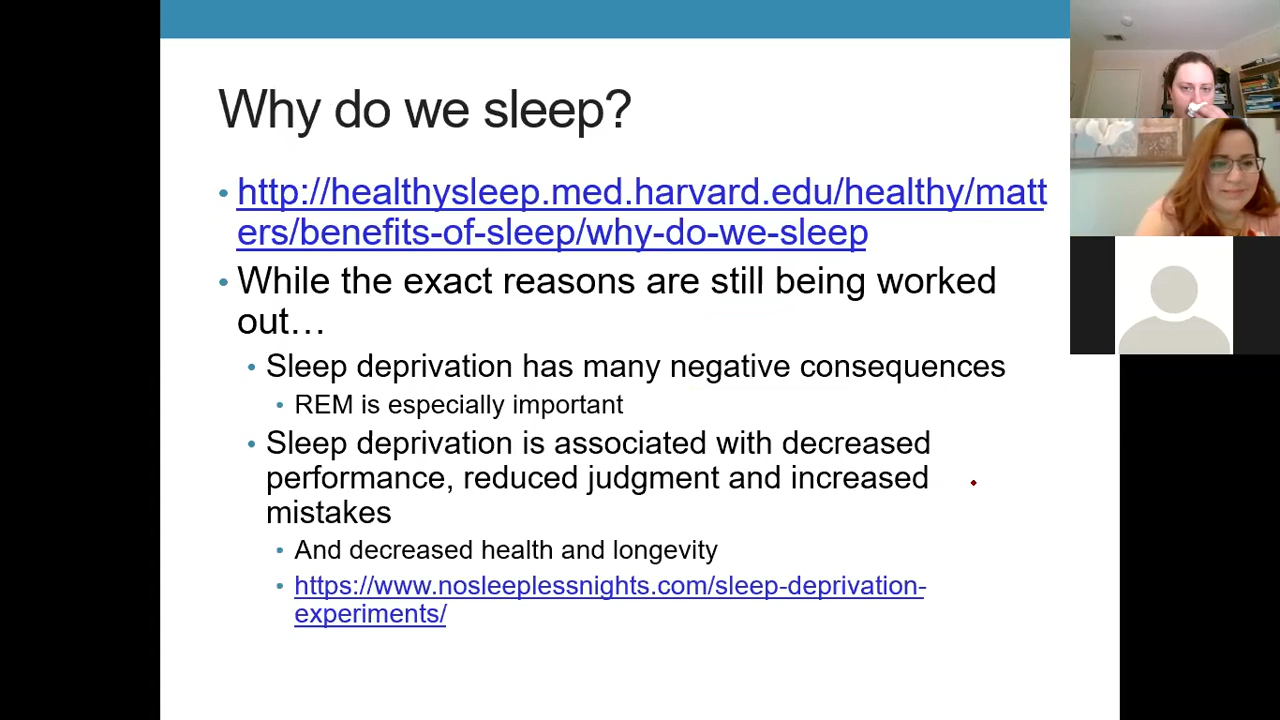 Why do we sleep?
http://healthysleep.med.harvard.edu/healthy/matt
ers/benefits-of-sleep/why-do-we-sleep
While the exact reasons are still being worked
out…
Sleep deprivation has many negative consequences
REM is especially important
Sleep deprivation is associated with decreased
performance, reduced judgment and increased
mistakes
And decreased health and longevity
https://www.nosleeplessnights.com/sleep-deprivation-
experiments/